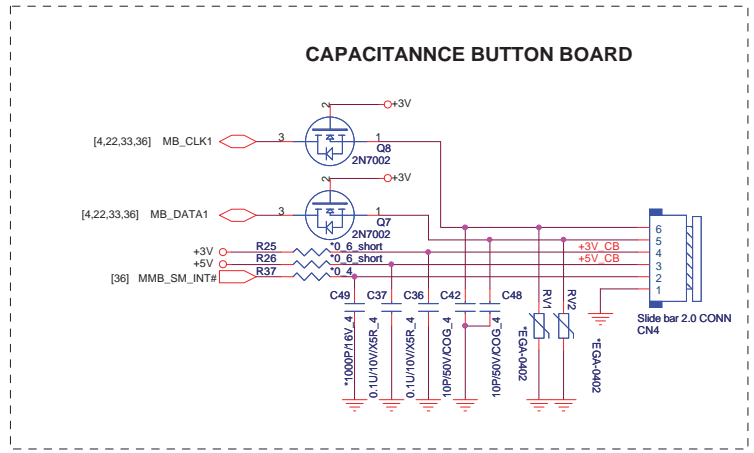 CAPACITANNCE BUTTON BOARD
+3V
2
[4,22,33,36] MB_CLK1
3
1
Q8
2N7002
+3V
2
[4,22,33,36] MB_DATA1
3
1
Q7
2N7002
+3V R25 *0_6_short +3V_CB
+5V R26 *0_6_short +5V_CB
[36] MMB_SM_INT# R37 *0_4
6
5
4
3
2
1
C49 C37 C36 C42 C48
*1000P/16V_4
0.1U/10V/X5R_4
0.1U/10V/X5R_4
10P/50V/COG_4
10P/50V/COG_4
RV1
*EGA-0402
RV2
*EGA-0402
Slide bar 2.0 CONN
CN4